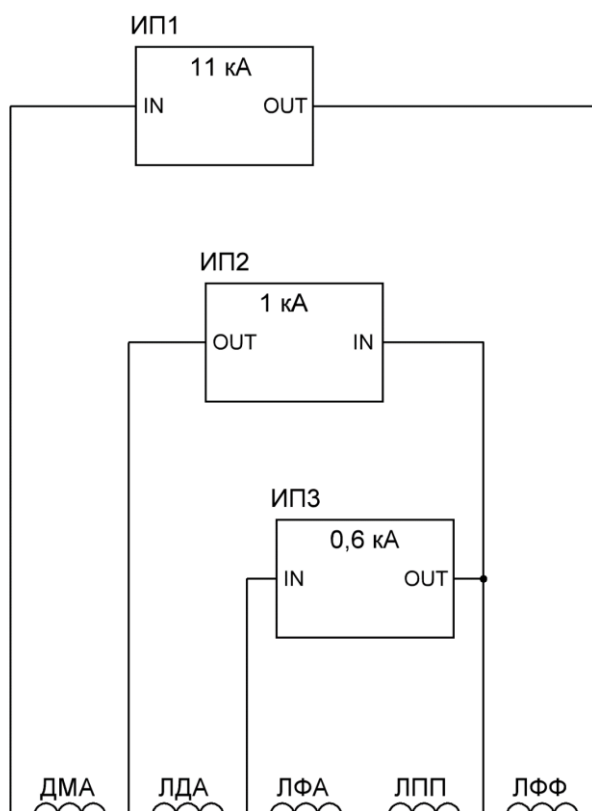 ИП1
11 кА
IN OUT
ИП2
1 кА
OUT IN
ИП3
0,6 кА
IN OUT
ДМА ЛДА ЛФА ЛПП ЛФФ